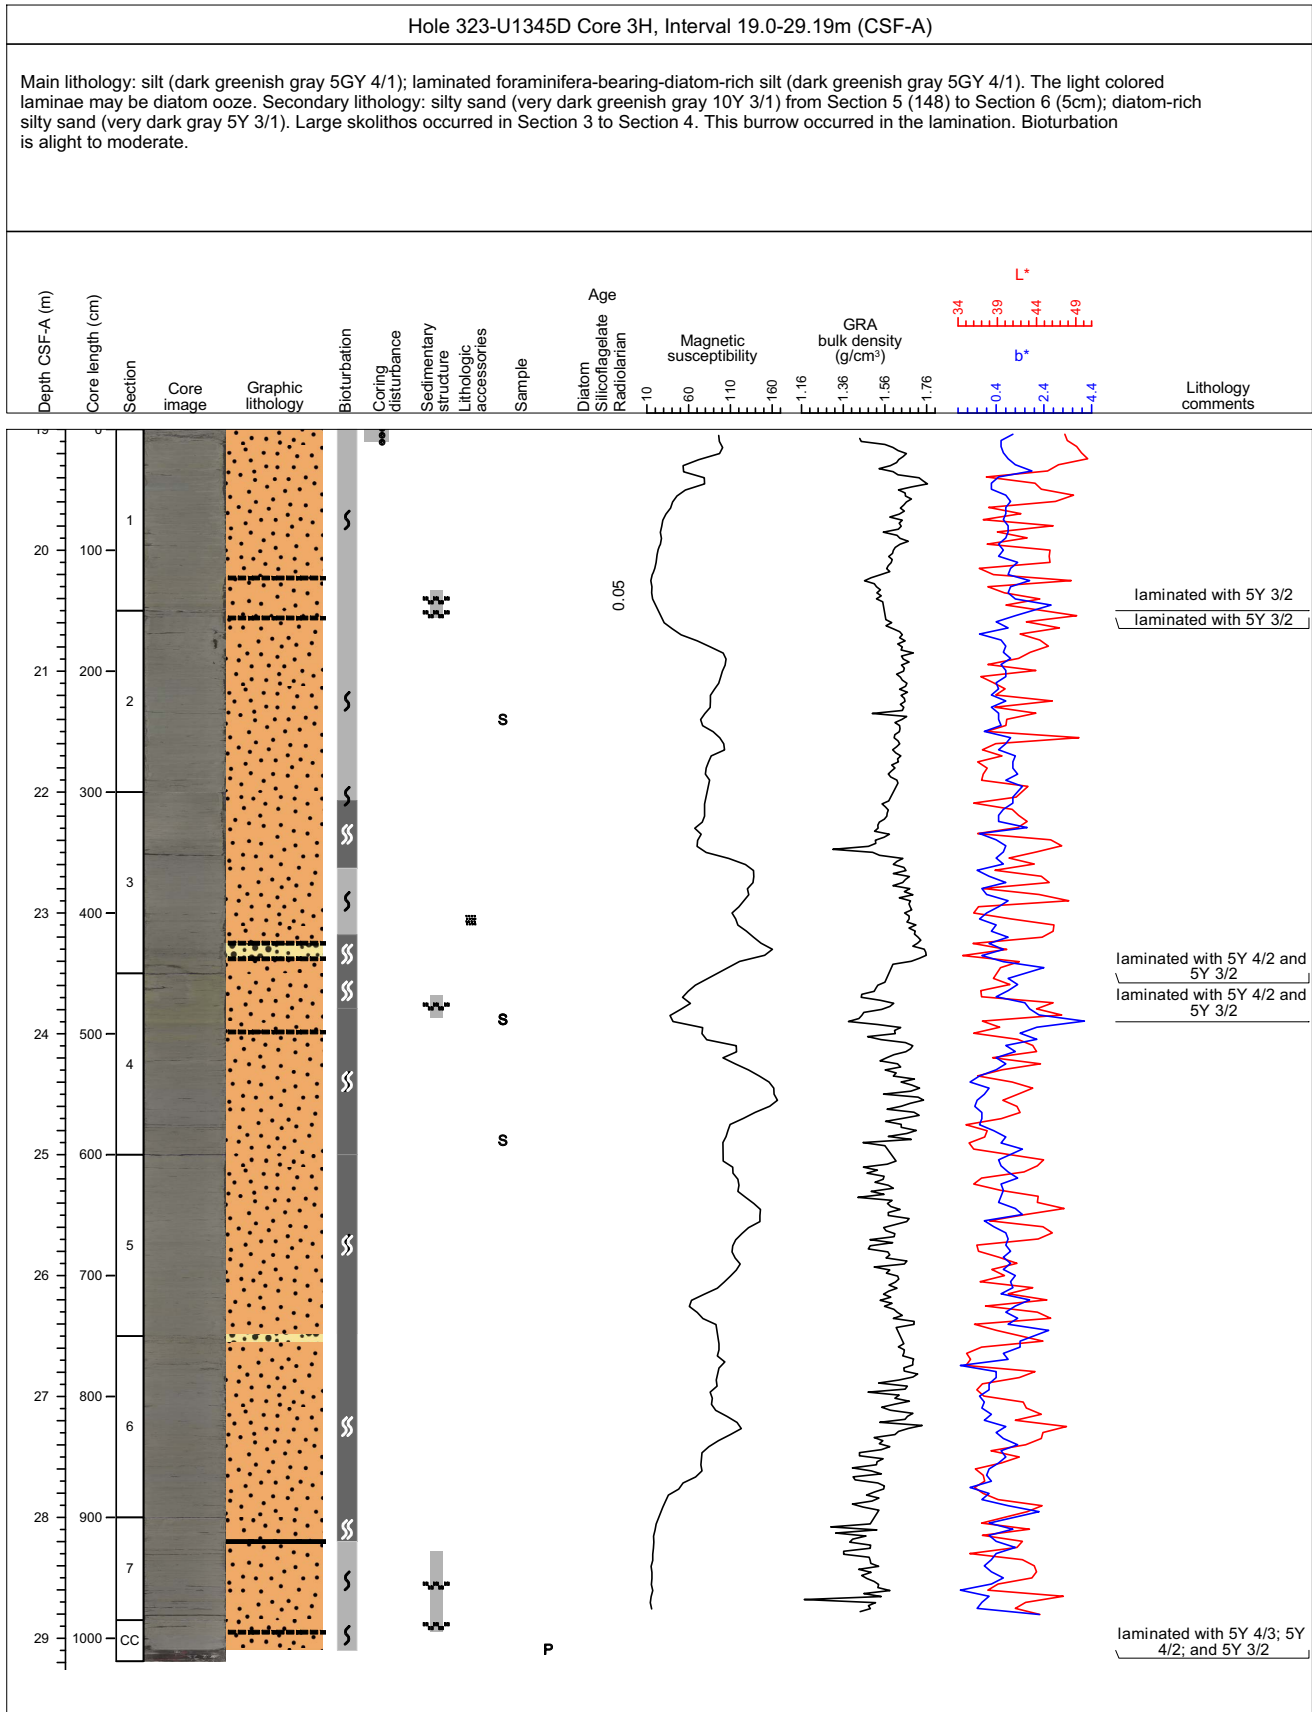 Hole 323-U1345D Core 3H, Interval 19.0-29.19m (CSF-A)
Main lithology: silt (dark greenish gray 5GY 4/1); laminated foraminifera-bearing-diatom-rich silt (dark greenish gray 5GY 4/1). The light colored
laminae may be diatom ooze. Secondary lithology: silty sand (very dark greenish gray 10Y 3/1) from Section 5 (148) to Section 6 (5cm); diatom-rich
silty sand (very dark gray 5Y 3/1). Large skolithos occurred in Section 3 to Section 4. This burrow occurred in the lamination. Bioturbation
is alight to moderate.
Depth CSF-A (m)
Core length (cm)
Section
Core
image
Graphic
lithology
Bioturbation
Coring
disturbance
Sedimentary
structure
Lithologic
accessories
Sample
Age
Diatom
Silicoflagelate
Radiolarian
Magnetic
susceptibility
10 60 110 160
GRA
bulk density
(g/cm³)
1.16 1.36 1.56 1.76
L*
34 39 44 49
b*
0.4 2.4 4.4
Lithology
comments
19 0
1
20 100
0.05
laminated with 5Y 3/2
laminated with 5Y 3/2
21 200
2
S
22 300
3
23 400
laminated with 5Y 4/2 and
5Y 3/2
laminated with 5Y 4/2 and
5Y 3/2
S
24 500
4
S
25 600
5
26 700
27 800
6
28 900
7
29 1000
CC
P
laminated with 5Y 4/3; 5Y
4/2; and 5Y 3/2